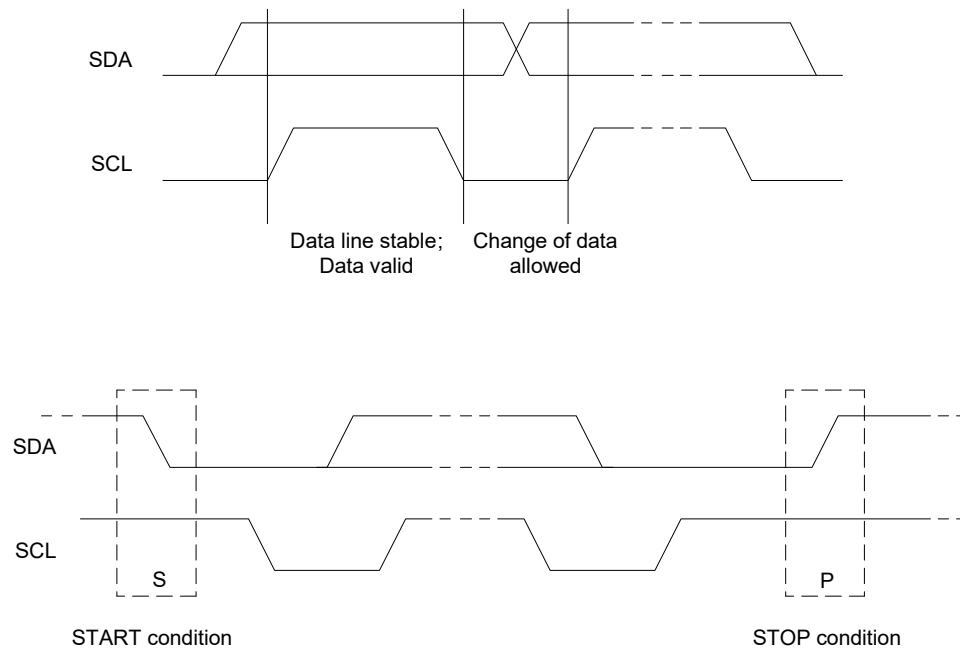 SDA
SCL
Data line stable;
Data valid
Change of data
allowed
SDA
SCL
S
P
START condition
STOP condition